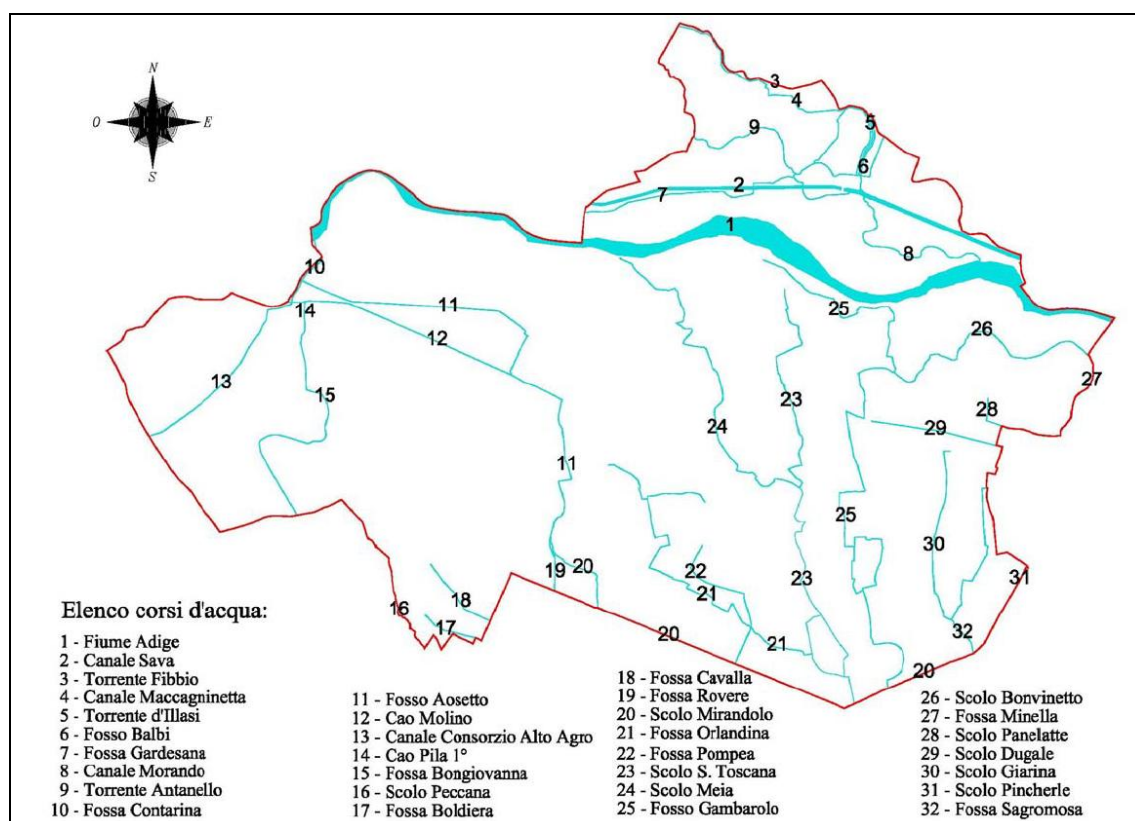 N
O
E
S
3
4
5
9
6
2
7
1
8
10
14
11
25
12
26
13
27
15
23
28
24
29
11
25
30
19
20
22
23
31
21
18
16
17
20
21
32
20
Elenco corsi d'acqua:
1 - Fiume Adige
2 - Canale Sava
3 - Torrente Fibbio
4 - Canale Maccagninetta
5 - Torrente d'Illasi
6 - Fosso Balbi
7 - Fossa Gardesana
8 - Canale Morando
9 - Torrente Antanello
10 - Fossa Contarina
11 - Fosso Aosetto
12 - Cao Molino
13 - Canale Consorzio Alto Agro
14 - Cao Pila 1°
15 - Fossa Bongiovanna
16 - Scolo Peccana
17 - Fossa Boldiera
18 - Fossa Cavalla
19 - Fossa Rovere
20 - Scolo Mirandolo
21 - Fossa Orlandina
22 - Fossa Pompea
23 - Scolo S. Toscana
24 - Scolo Meia
25 - Fosso Gambarolo
26 - Scolo Bonvinetto
27 - Fossa Minella
28 - Scolo Panelatte
29 - Scolo Dugale
30 - Scolo Giarina
31 - Scolo Pincherle
32 - Fossa Sagromosa